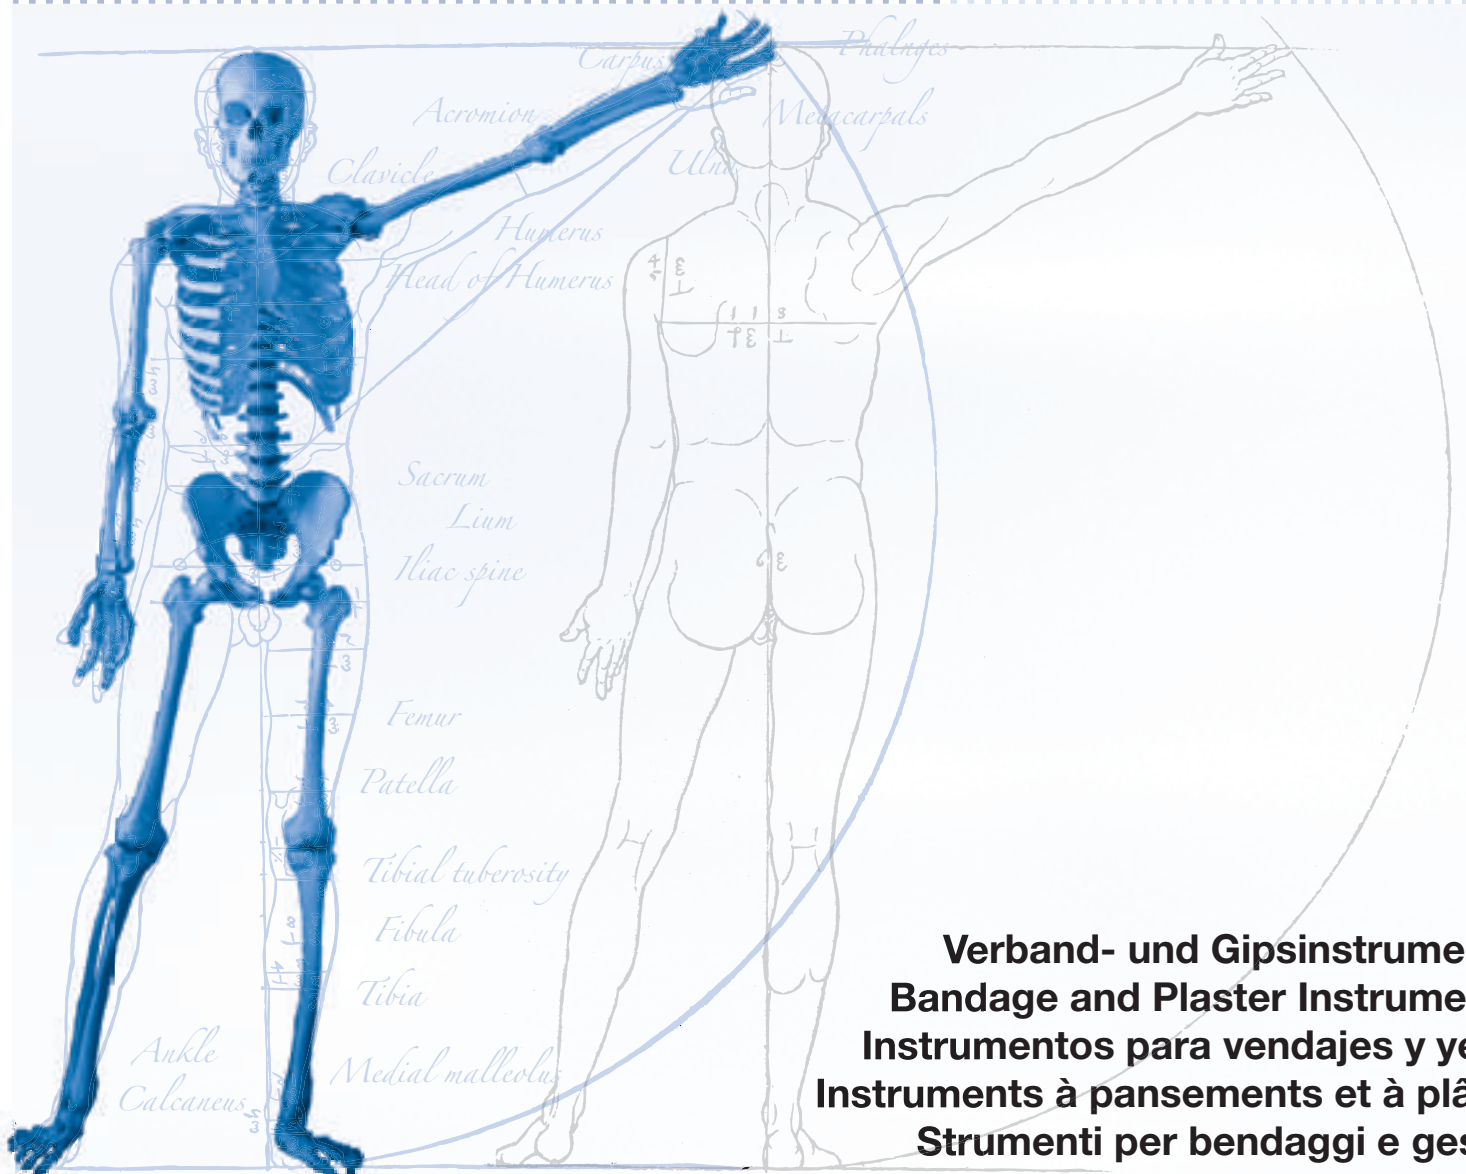 Carpus
Phalnges
Acromion
Metacarpals
Clavicle
Ulna
Humerus
Head of Humerus
Sacrum
Lium
Iliac spine
Femur
Patella
Tibial tuberosity
Fibula
Tibia
Ankle
Medial malleolus
Calcaneus
Verband- und Gipsinstrume
Bandage and Plaster Instrume
Instrumentos para vendajes y ye
Instruments à pansements et à plâ
Strumenti per bendaggi e ges